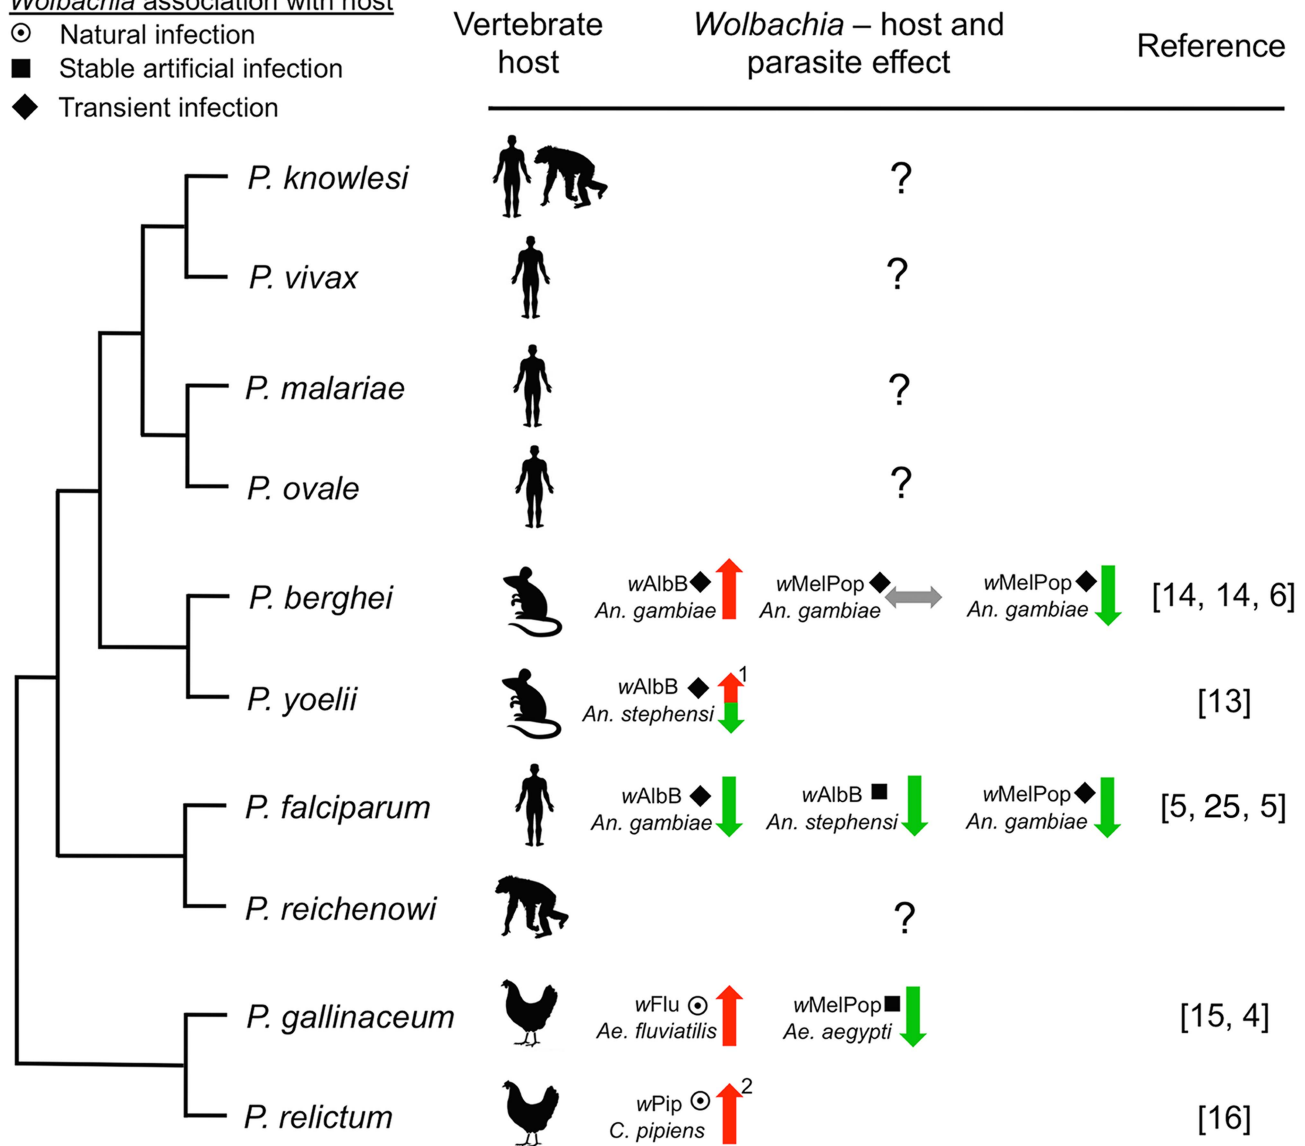 Wolbachia association with host
Natural infection
Stable artificial infection
Transient infection
Vertebrate
host
Wolbachia – host and
parasite effect
Reference
P. knowlesi
?
P. vivax
?
P. malariae
?
P. ovale
?
P. berghei
wAlbB
An. gambiae
wMelPop
An. gambiae
wMelPop
An. gambiae
[14, 14, 6]
P. yoelii
wAlbB
An. stephensi
1
[13]
P. falciparum
wAlbB
An. gambiae
wAlbB
An. stephensi
wMelPop
An. gambiae
[5, 25, 5]
P. reichenowi
?
P. gallinaceum
wFlu
Ae. fluviatilis
wMelPop
Ae. aegypti
[15, 4]
P. relictum
wPip
C. pipiens
2
[16]